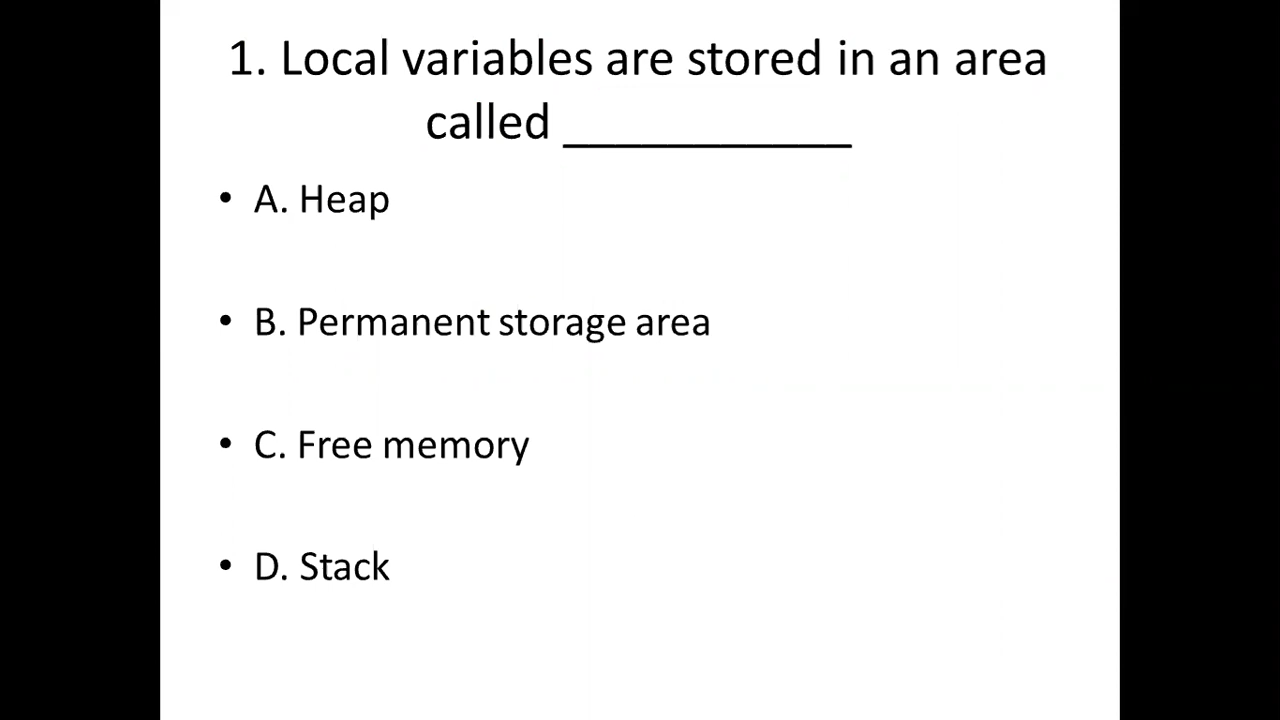 1. Local variables are stored in an area
called ___________
• A. Heap
• B. Permanent storage area
• C. Free memory
• D. Stack